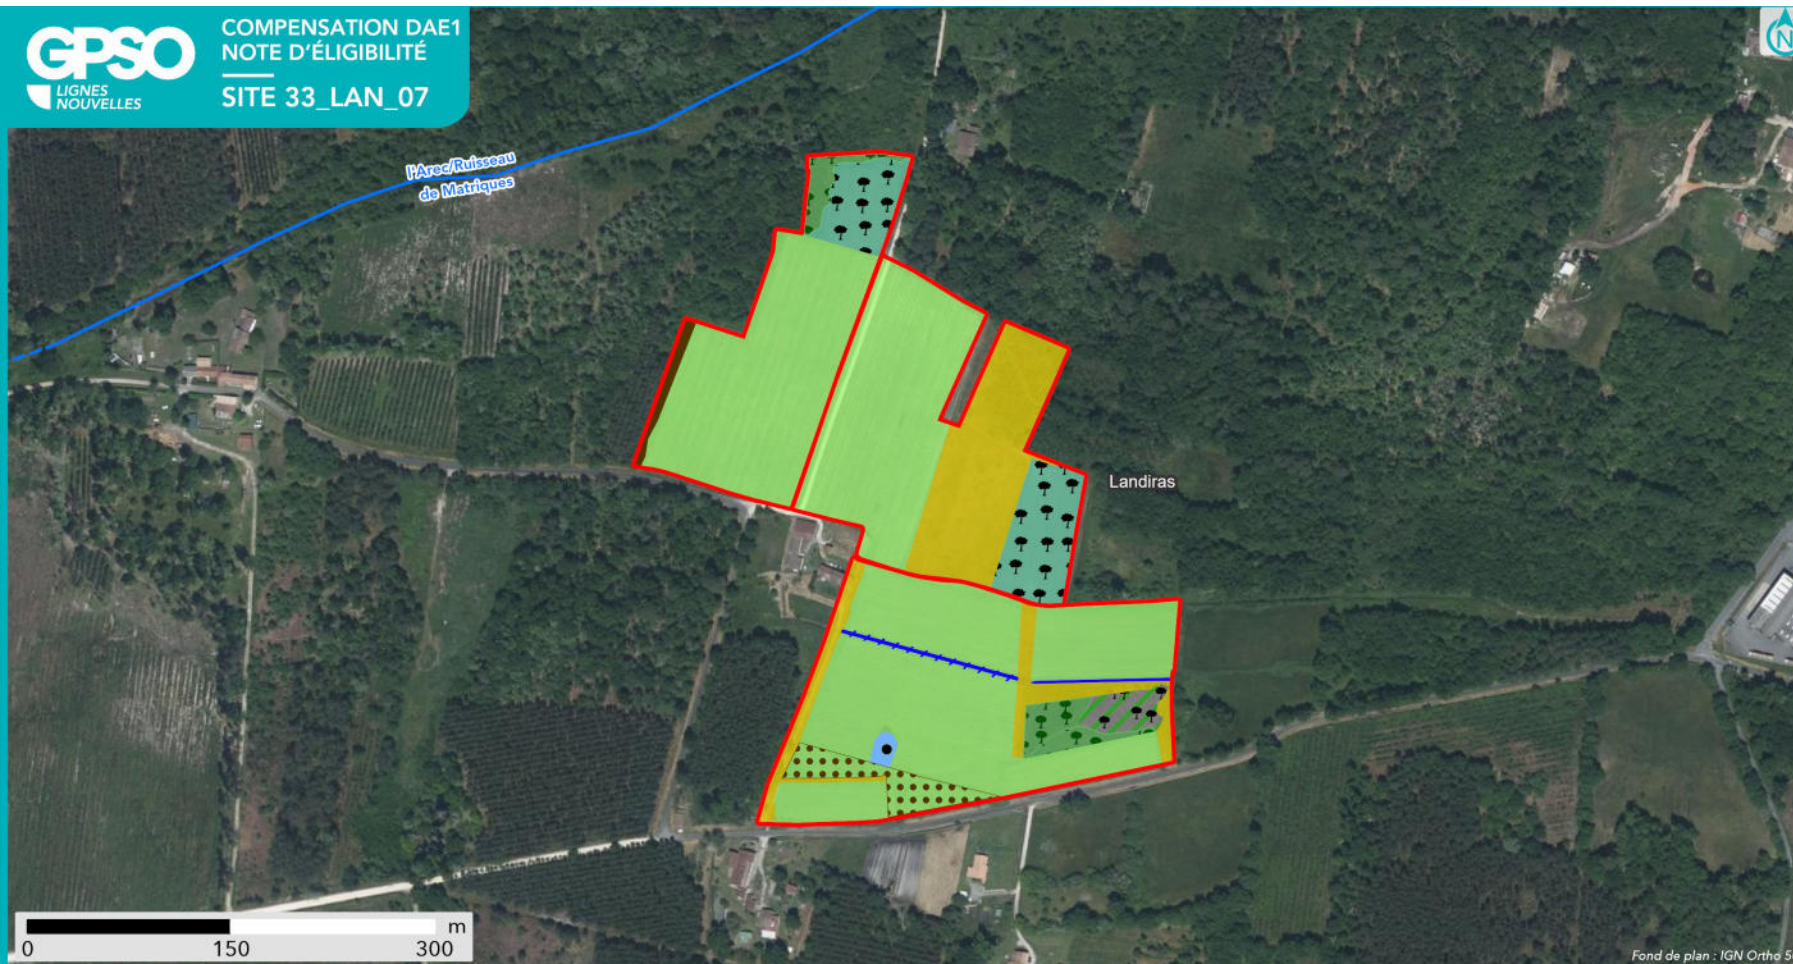 GPSO
LIGNES
NOUVELLES
COMPENSATION DAE1
NOTE D'ÉLIGIBILITÉ
SITE 33_LAN_07
N
l'Arec/Ruisseau
de Matriques
Landiras
m
0 150 300
Fond de plan : IGN Ortho 5